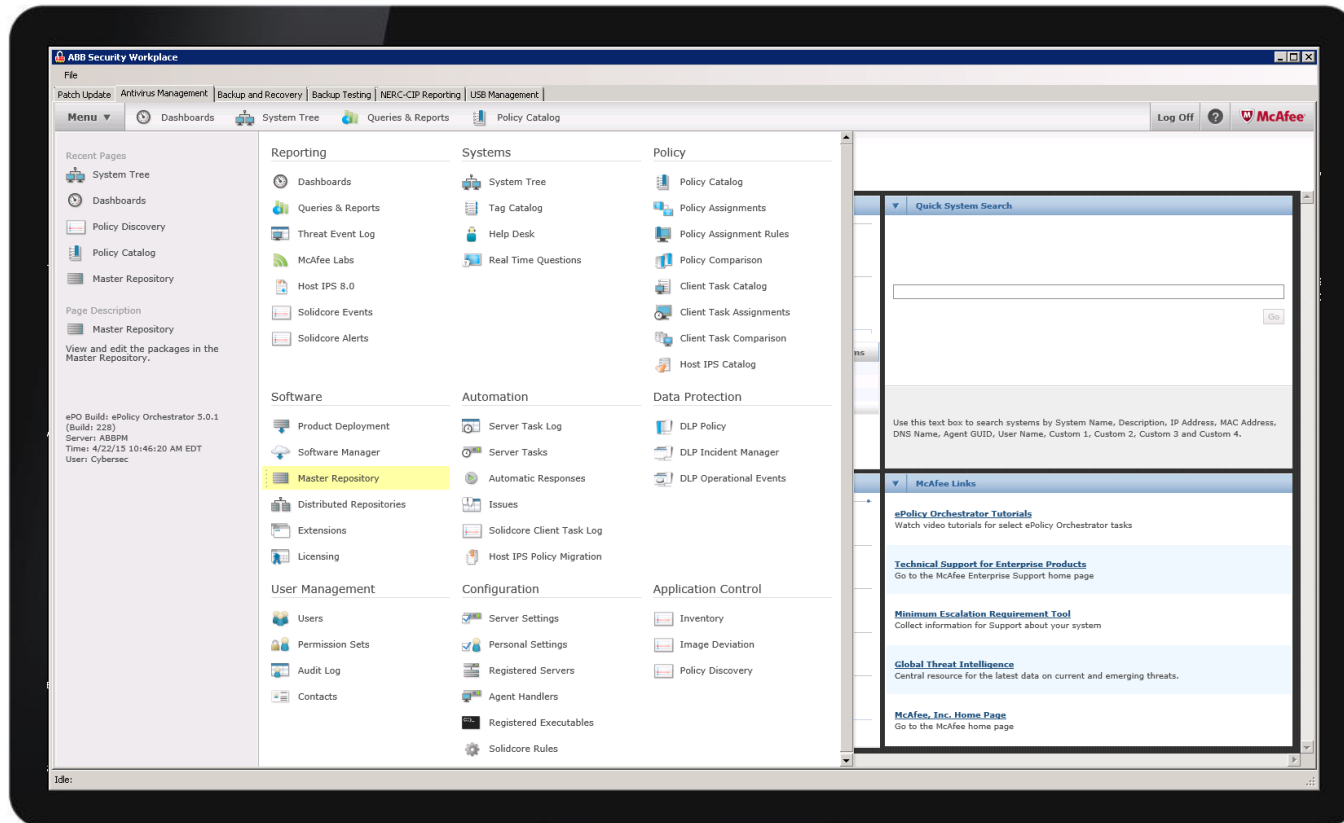 ABB Security Workplace
File
Patch Update
Antivirus Management
Backup and Recovery
Backup Testing
NERC-CIP Reporting
USB Management
Menu
Dashboards
System Tree
Queries & Reports
Policy Catalog
Log Off
McAfee
Recent Pages
System Tree
Dashboards
Policy Discovery
Policy Catalog
Master Repository
Page Description
Master Repository
View and edit the packages in the
Master Repository.
ePO Build: ePolicy Orchestrator 5.0.1
(Build: 228)
Server: ABBPM
Time: 4/22/15 10:46:20 AM EDT
User: Cybersec
Reporting
Dashboards
Queries & Reports
Threat Event Log
McAfee Labs
Host IPS 8.0
Solidcore Events
Solidcore Alerts
Systems
System Tree
Tag Catalog
Help Desk
Real Time Questions
Policy
Policy Catalog
Policy Assignments
Policy Assignment Rules
Policy Comparison
Client Task Catalog
Client Task Assignments
Client Task Comparison
Host IPS Catalog
Software
Product Deployment
Software Manager
Master Repository
Distributed Repositories
Extensions
Licensing
Automation
Server Task Log
Server Tasks
Automatic Responses
Issues
Solidcore Client Task Log
Host IPS Policy Migration
Data Protection
DLP Policy
DLP Incident Manager
DLP Operational Events
User Management
Users
Permission Sets
Audit Log
Contacts
Configuration
Server Settings
Personal Settings
Registered Servers
Agent Handlers
Registered Executables
Solidcore Rules
Application Control
Inventory
Image Deviation
Policy Discovery
Quick System Search
Go
Use this text box to search systems by System Name, Description, IP Address, MAC Address,
DNS Name, Agent GUID, User Name, Custom 1, Custom 2, Custom 3 and Custom 4.
McAfee Links
ePolicy Orchestrator Tutorials
Watch video tutorials for select ePolicy Orchestrator tasks
Technical Support for Enterprise Products
Go to the McAfee Enterprise Support home page
Minimum Escalation Requirement Tool
Collect information for Support about your system
Global Threat Intelligence
Central resource for the latest data on current and emerging threats.
McAfee, Inc. Home Page
Go to the McAfee home page
Idle: